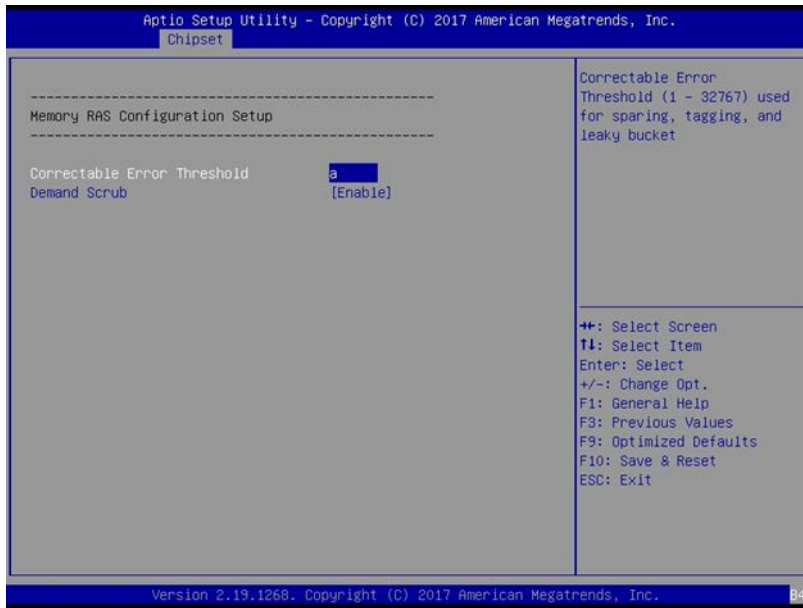 Aptio Setup Utility – Copyright (C) 2017 American Megatrends, Inc.
Chipset
--------------------------------------------------
Memory RAS Configuration Setup
--------------------------------------------------
Correctable Error Threshold a
Demand Scrub [Enable]
Correctable Error
Threshold (1 - 32767) used
for sparing, tagging, and
leaky bucket
→←: Select Screen
↑↓: Select Item
Enter: Select
+/-: Change Opt.
F1: General Help
F3: Previous Values
F9: Optimized Defaults
F10: Save & Reset
ESC: Exit
Version 2.19.1268. Copyright (C) 2017 American Megatrends, Inc.